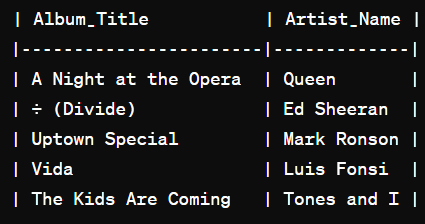 | Album_Title          | Artist_Name |
|----------------------|-------------|
| A Night at the Opera | Queen       |
| ÷ (Divide)           | Ed Sheeran  |
| Uptown Special       | Mark Ronson |
| Vida                 | Luis Fonsi  |
| The Kids Are Coming  | Tones and I |